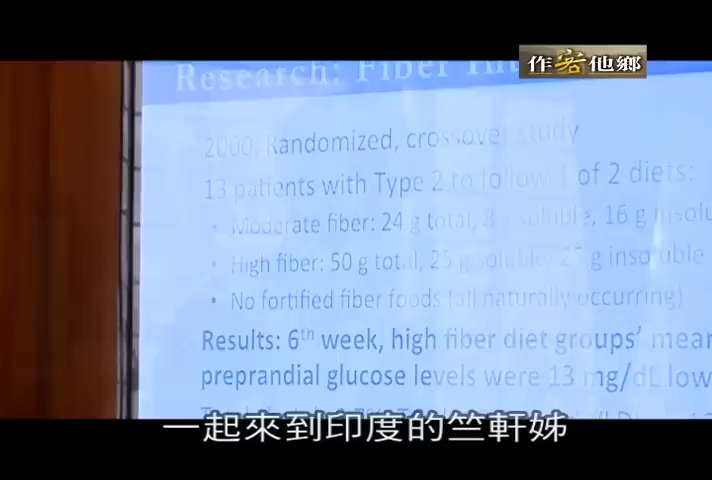 作客他鄉
Research: Fiber
2000, Randomized, crossover study
13 patients with Type 2 to follow 1 of 2 diets:
• Moderate fiber: 24 g total, 8 g soluble, 16 g insolu
• High fiber: 50 g total, 25 g soluble, 25 g insoluble
• No fortified fiber foods (all naturally occurring)
Results: 6th week, high fiber diet groups’ mean
preprandial glucose levels were 13 mg/dL low
一起來到印度的竺軒姊